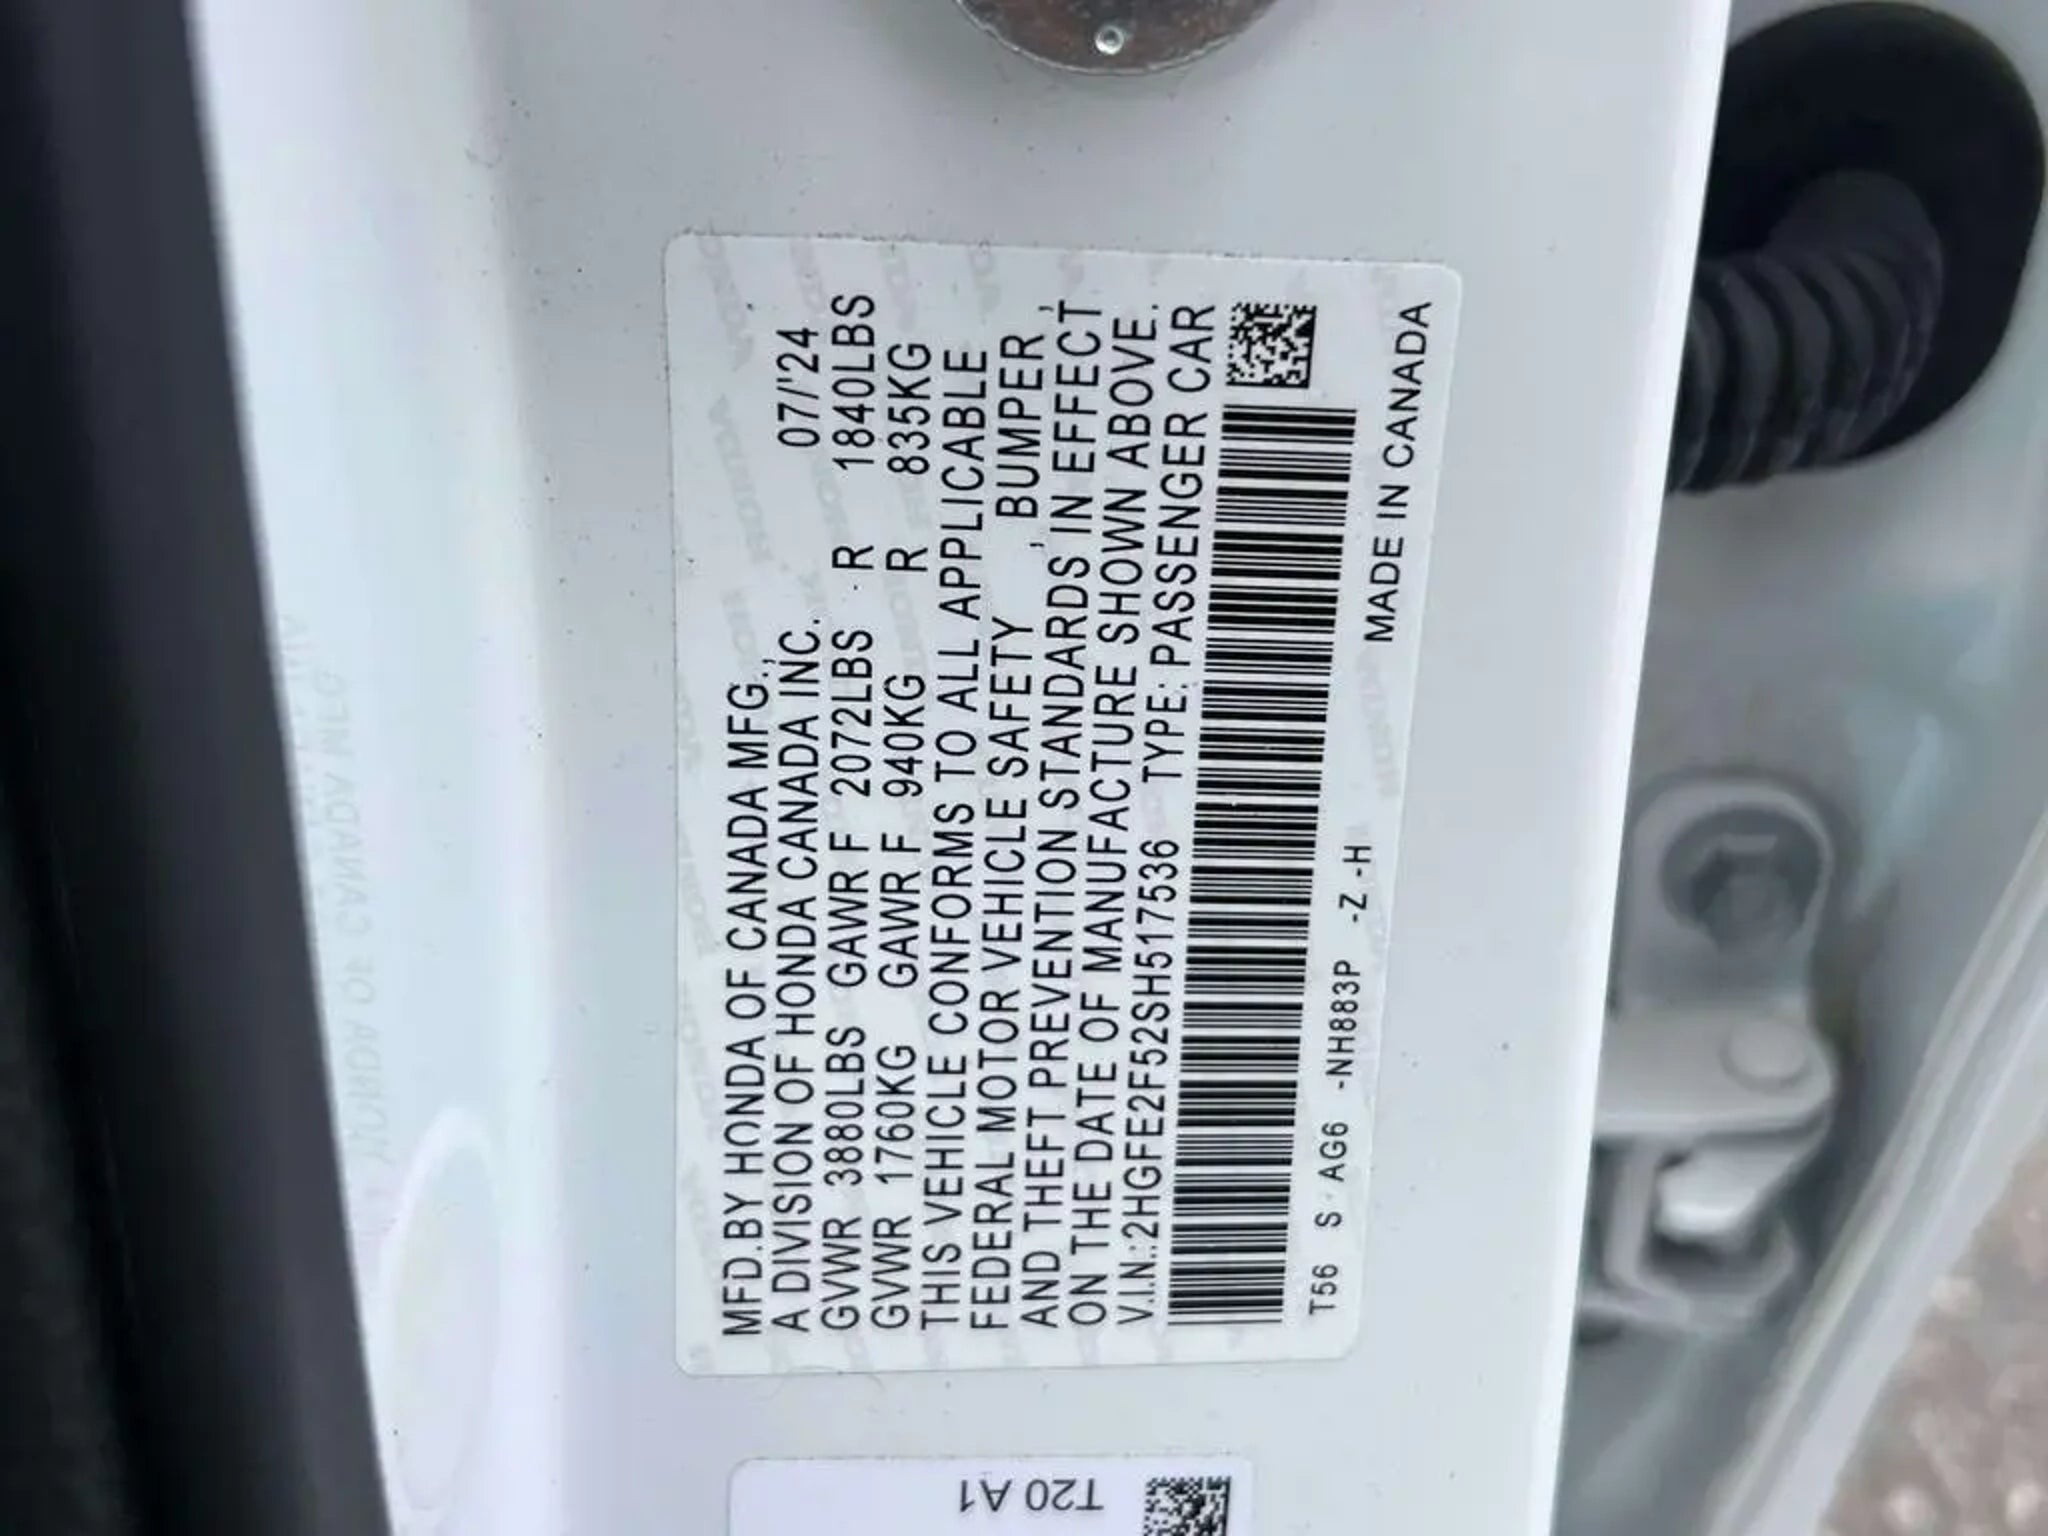 MFD.BY HONDA OF CANADA MFG.,
A DIVISION OF HONDA CANADA INC. 07/'24
GVWR 3880LBS GAWR F 2072LBS R 1840LBS
GVWR 1760KG GAWR F 940KG R 835KG
THIS VEHICLE CONFORMS TO ALL APPLICABLE
FEDERAL MOTOR VEHICLE SAFETY , BUMPER ,
AND THEFT PREVENTION STANDARDS IN EFFECT
ON THE DATE OF MANUFACTURE SHOWN ABOVE.
V.I.N.:2HGFE2F52SH517536 TYPE: PASSENGER CAR
T56 S AG6 -NH883P -Z -H MADE IN CANADA
T20 A1